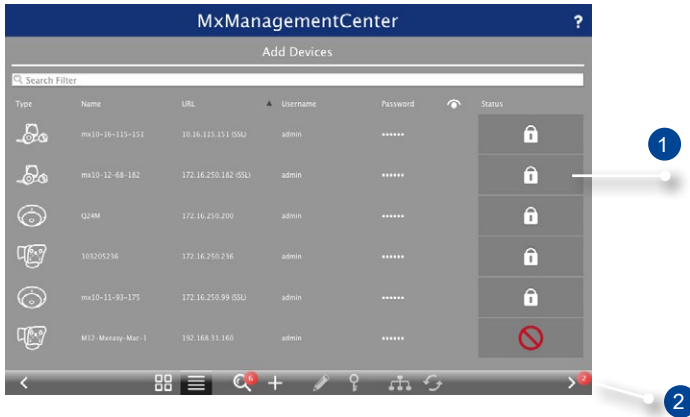 MxManagementCenter ?
Add Devices
Search Filter
Type Name URL Username Password Status
mx10-16-115-151 10.16.115.151 (SSL) admin ••••••
mx10-12-68-182 172.16.250.182 (SSL) admin ••••••
Q24M 172.16.250.200 admin ••••••
103205236 172.16.250.236 admin ••••••
mx10-11-93-175 172.16.250.99 (SSL) admin ••••••
M12-Mxeasy-Mac-1 192.168.31.160 admin ••••••
6
2
1
2